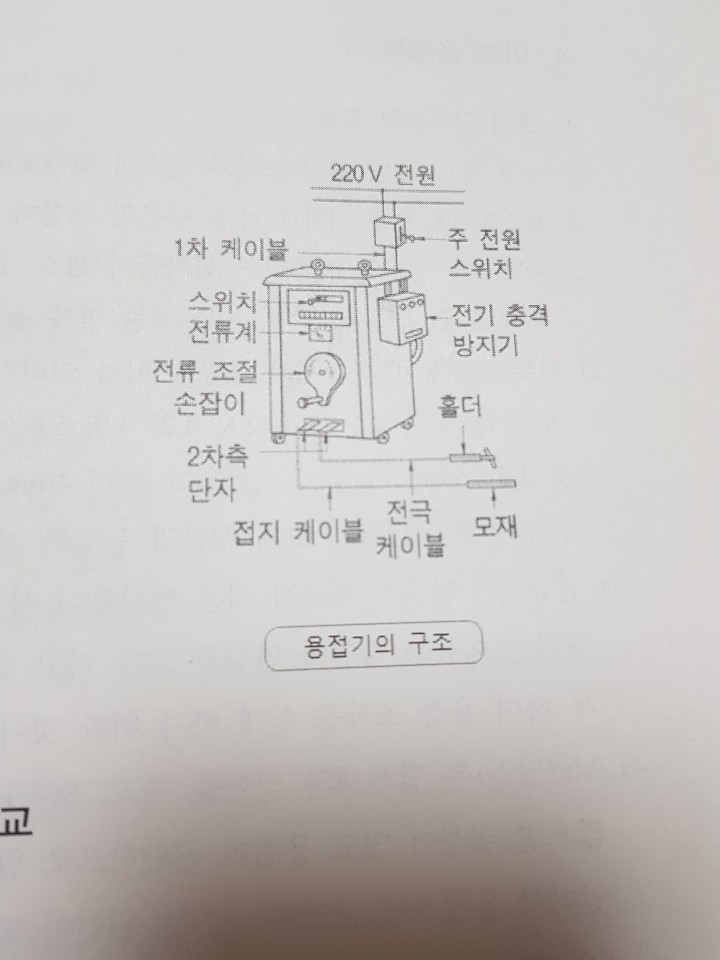 220V 전원
1차 케이블
주 전원
스위치
스위치
전류계
전기 충격
방지기
전류 조절
손잡이
홀더
2차측
단자
접지 케이블
전극
케이블
모재
용접기의 구조
교